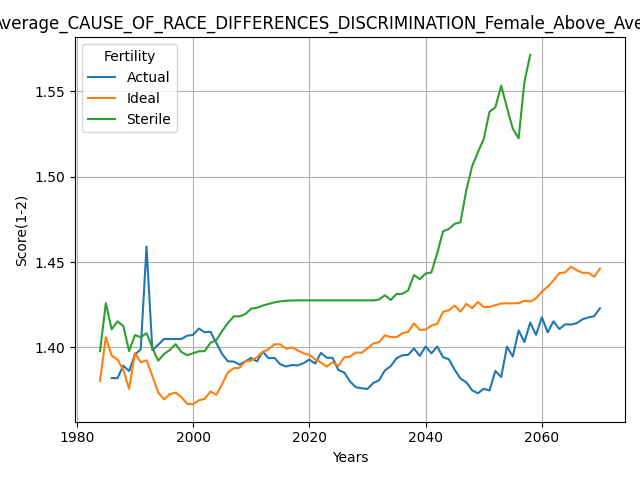 Average_CAUSE_OF_RACE_DIFFERENCES_DISCRIMINATION_Female_Above_Ave
Fertility
Actual
Ideal
Sterile
Score(1-2)
1.55
1.50
1.45
1.40
1980
2000
2020
2040
2060
Years